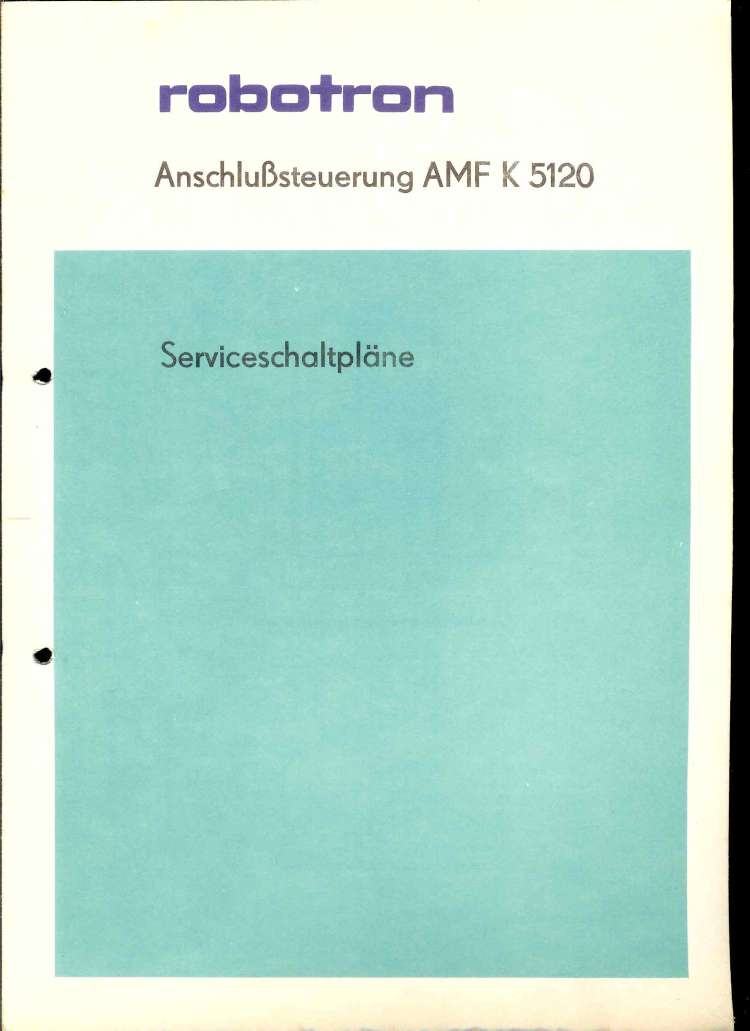 robotron
Anschlußsteuerung AMF K 5120
Serviceschaltpläne